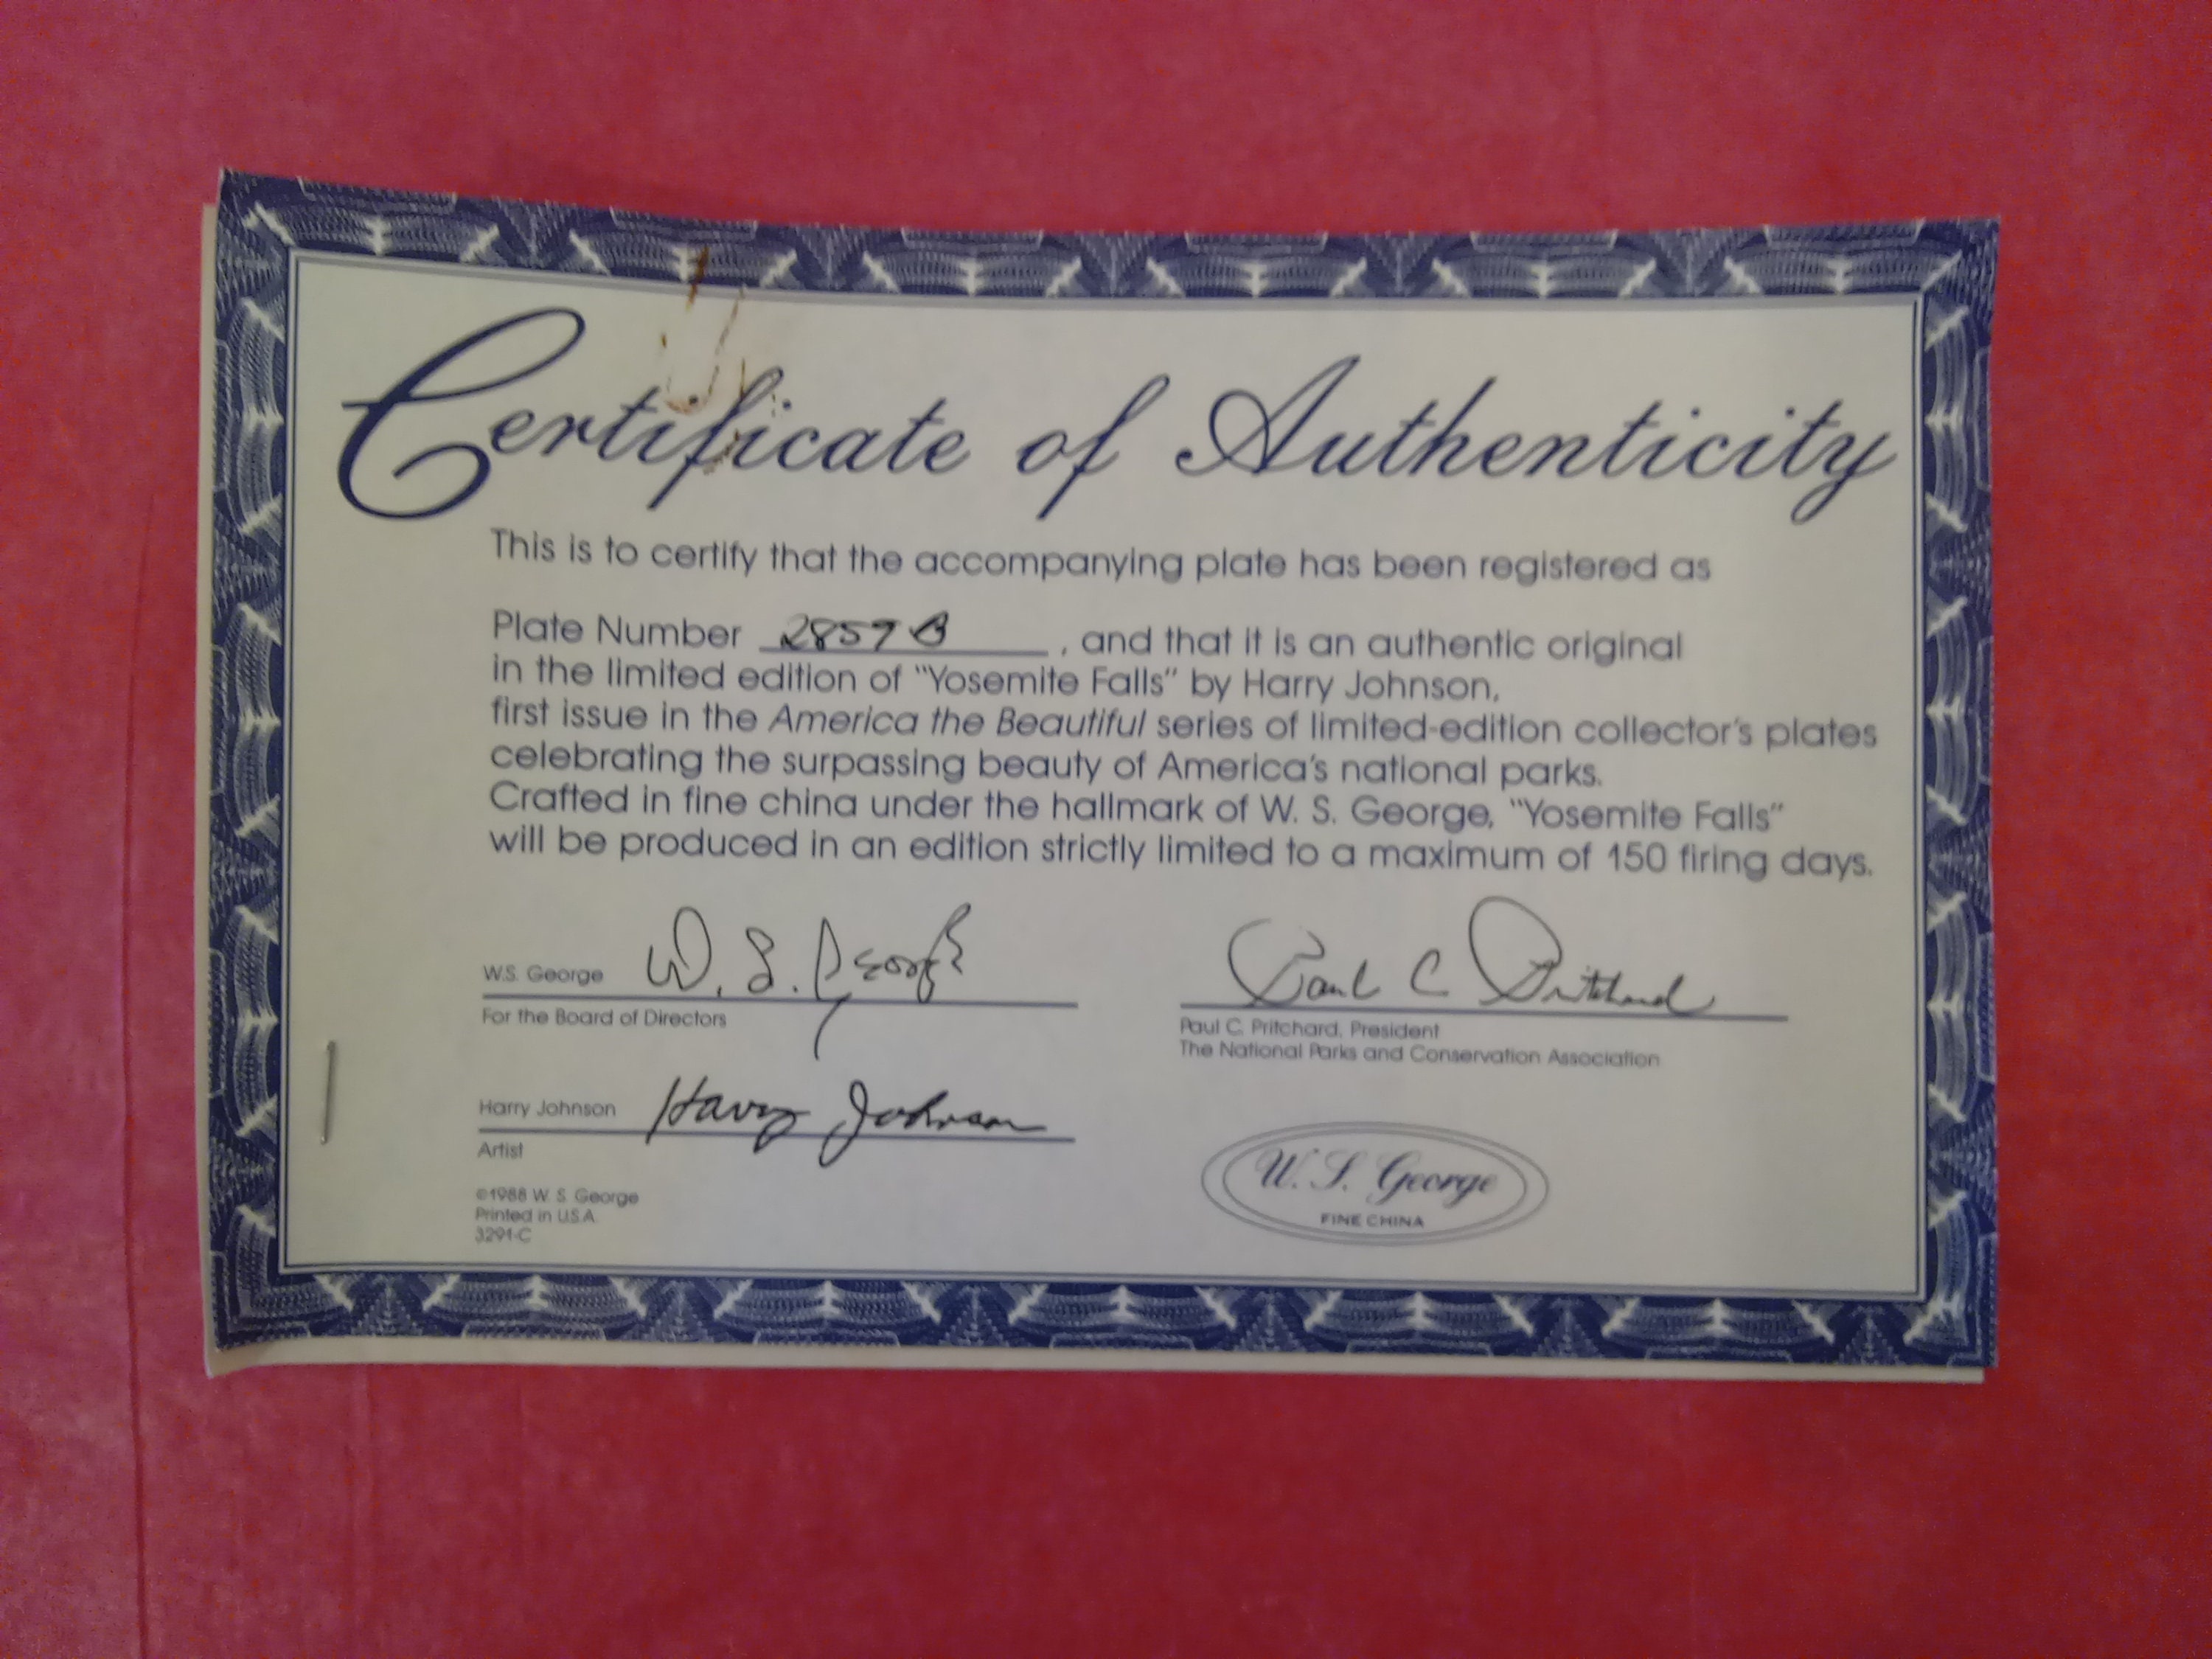 Certificate of Authenticity
This is to certify that the accompanying plate has been registered as
Plate Number 2859 B, and that it is an authentic original
in the limited edition of "Yosemite Falls" by Harry Johnson,
first issue in the America the Beautiful series of limited-edition collector's plates
celebrating the surpassing beauty of America's national parks.
Crafted in fine china under the hallmark of W. S. George, "Yosemite Falls"
will be produced in an edition strictly limited to a maximum of 150 firing days.
W.S. George W. S. George
For the Board of Directors
Paul C Pritchard
Paul C. Pritchard, President
The National Parks and Conservation Association
Harry Johnson Harry Johnson
Artist
©1988 W. S. George
Printed in U.S.A.
3291-C
W. S. George
FINE CHINA